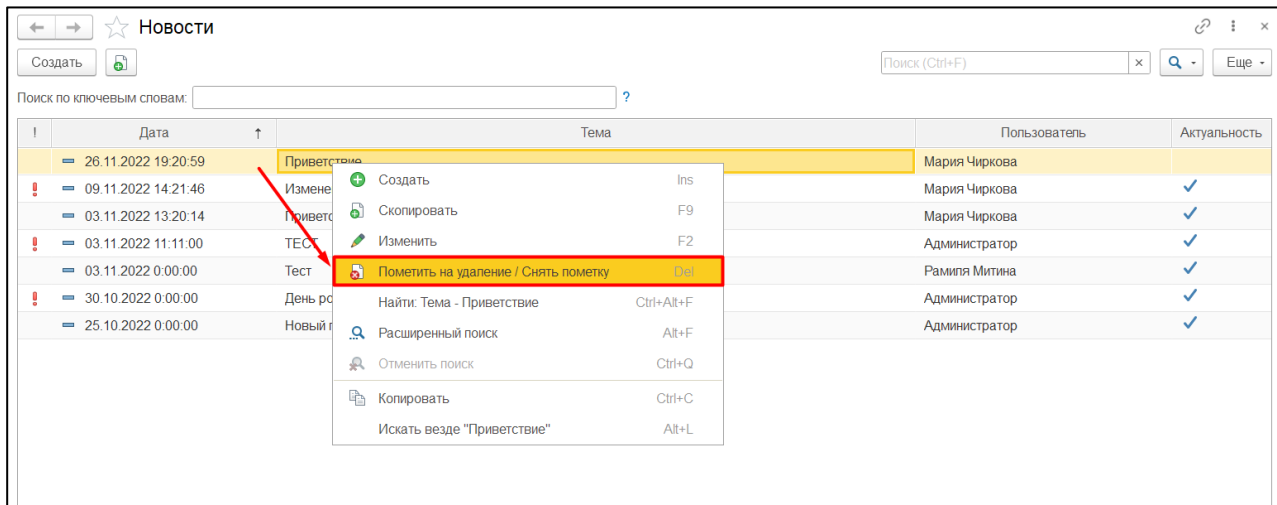 Новости
Создать Поиск (Ctrl+F) × Еще
Поиск по ключевым словам: ?
! Дата ↑ Тема Пользователь Актуальность
26.11.2022 19:20:59 Приветствие Мария Чиркова
09.11.2022 14:21:46 Измене Мария Чиркова
03.11.2022 13:20:14 Приветс Мария Чиркова
03.11.2022 11:11:00 ТЕСТ Администратор
03.11.2022 0:00:00 Тест Рамиля Митина
30.10.2022 0:00:00 День ро Администратор
25.10.2022 0:00:00 Новый г Администратор
Создать Ins
Скопировать F9
Изменить F2
Пометить на удаление / Снять пометку Del
Найти: Тема - Приветствие Ctrl+Alt+F
Расширенный поиск Alt+F
Отменить поиск Ctrl+Q
Копировать Ctrl+C
Искать везде "Приветствие" Alt+L